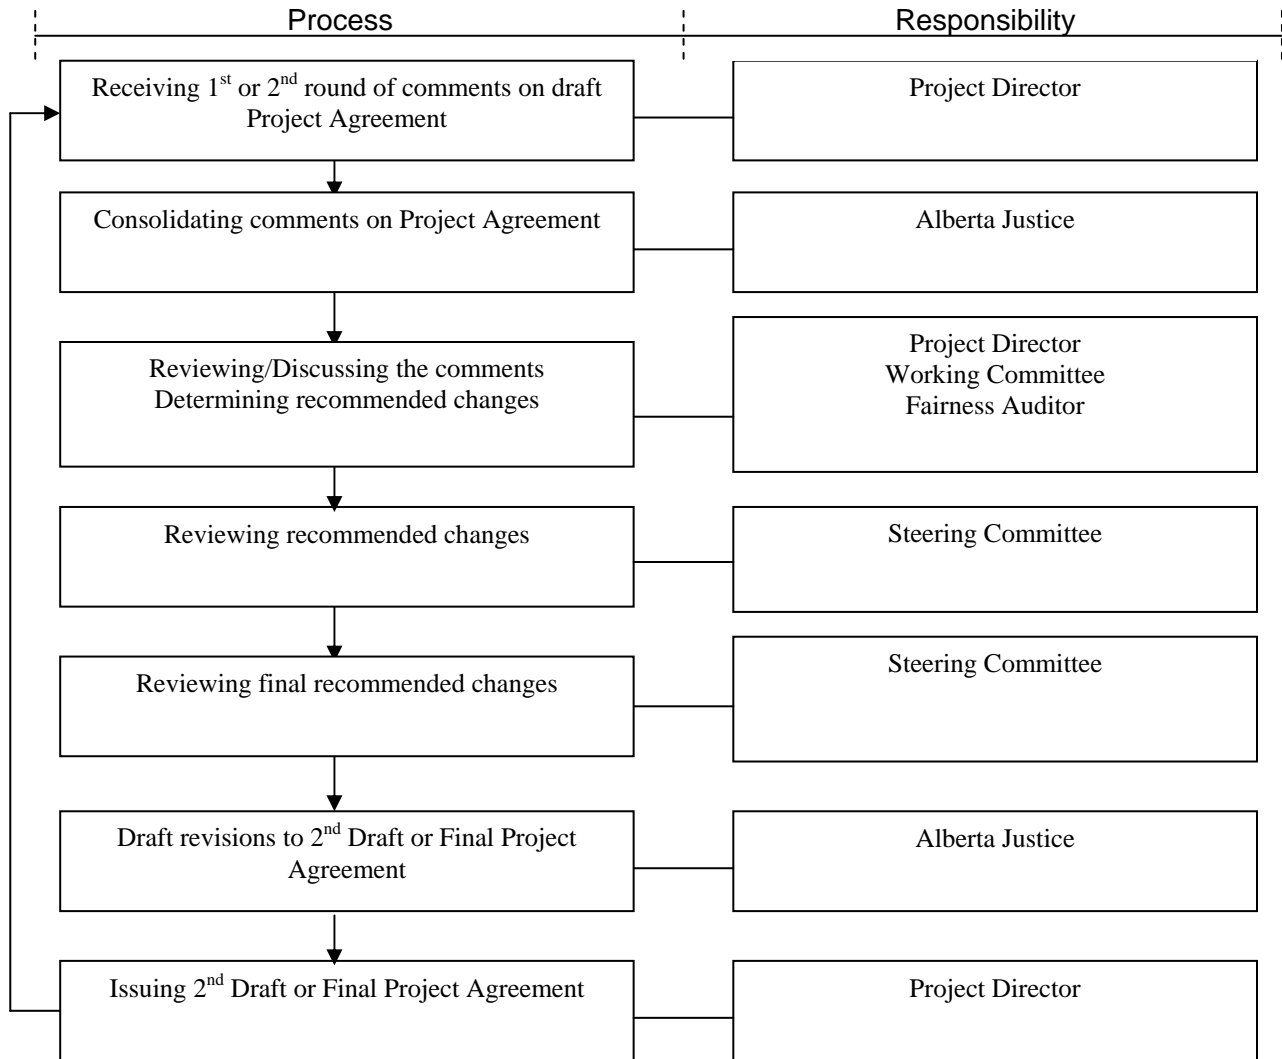 Process
Responsibility
Receiving 1st or 2nd round of comments on draft
Project Agreement
Project Director
Consolidating comments on Project Agreement
Alberta Justice
Reviewing/Discussing the comments
Determining recommended changes
Project Director
Working Committee
Fairness Auditor
Reviewing recommended changes
Steering Committee
Reviewing final recommended changes
Steering Committee
Draft revisions to 2nd Draft or Final Project
Agreement
Alberta Justice
Issuing 2nd Draft or Final Project Agreement
Project Director